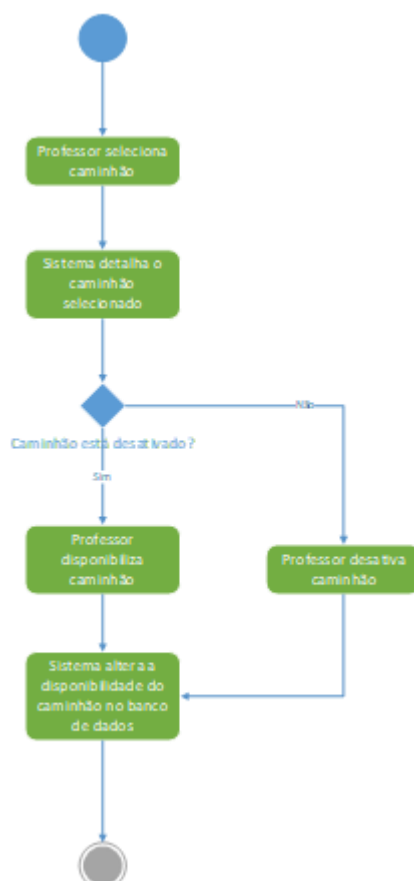 Professor seleciona
caminhão
Sistema detalha o
caminhão
selecionado
Não
Caminhão está desativado?
Sim
Professor
disponibiliza
caminhão
Professor desativa
caminhão
Sistema altera a
disponibilidade do
caminhão no banco
de dados